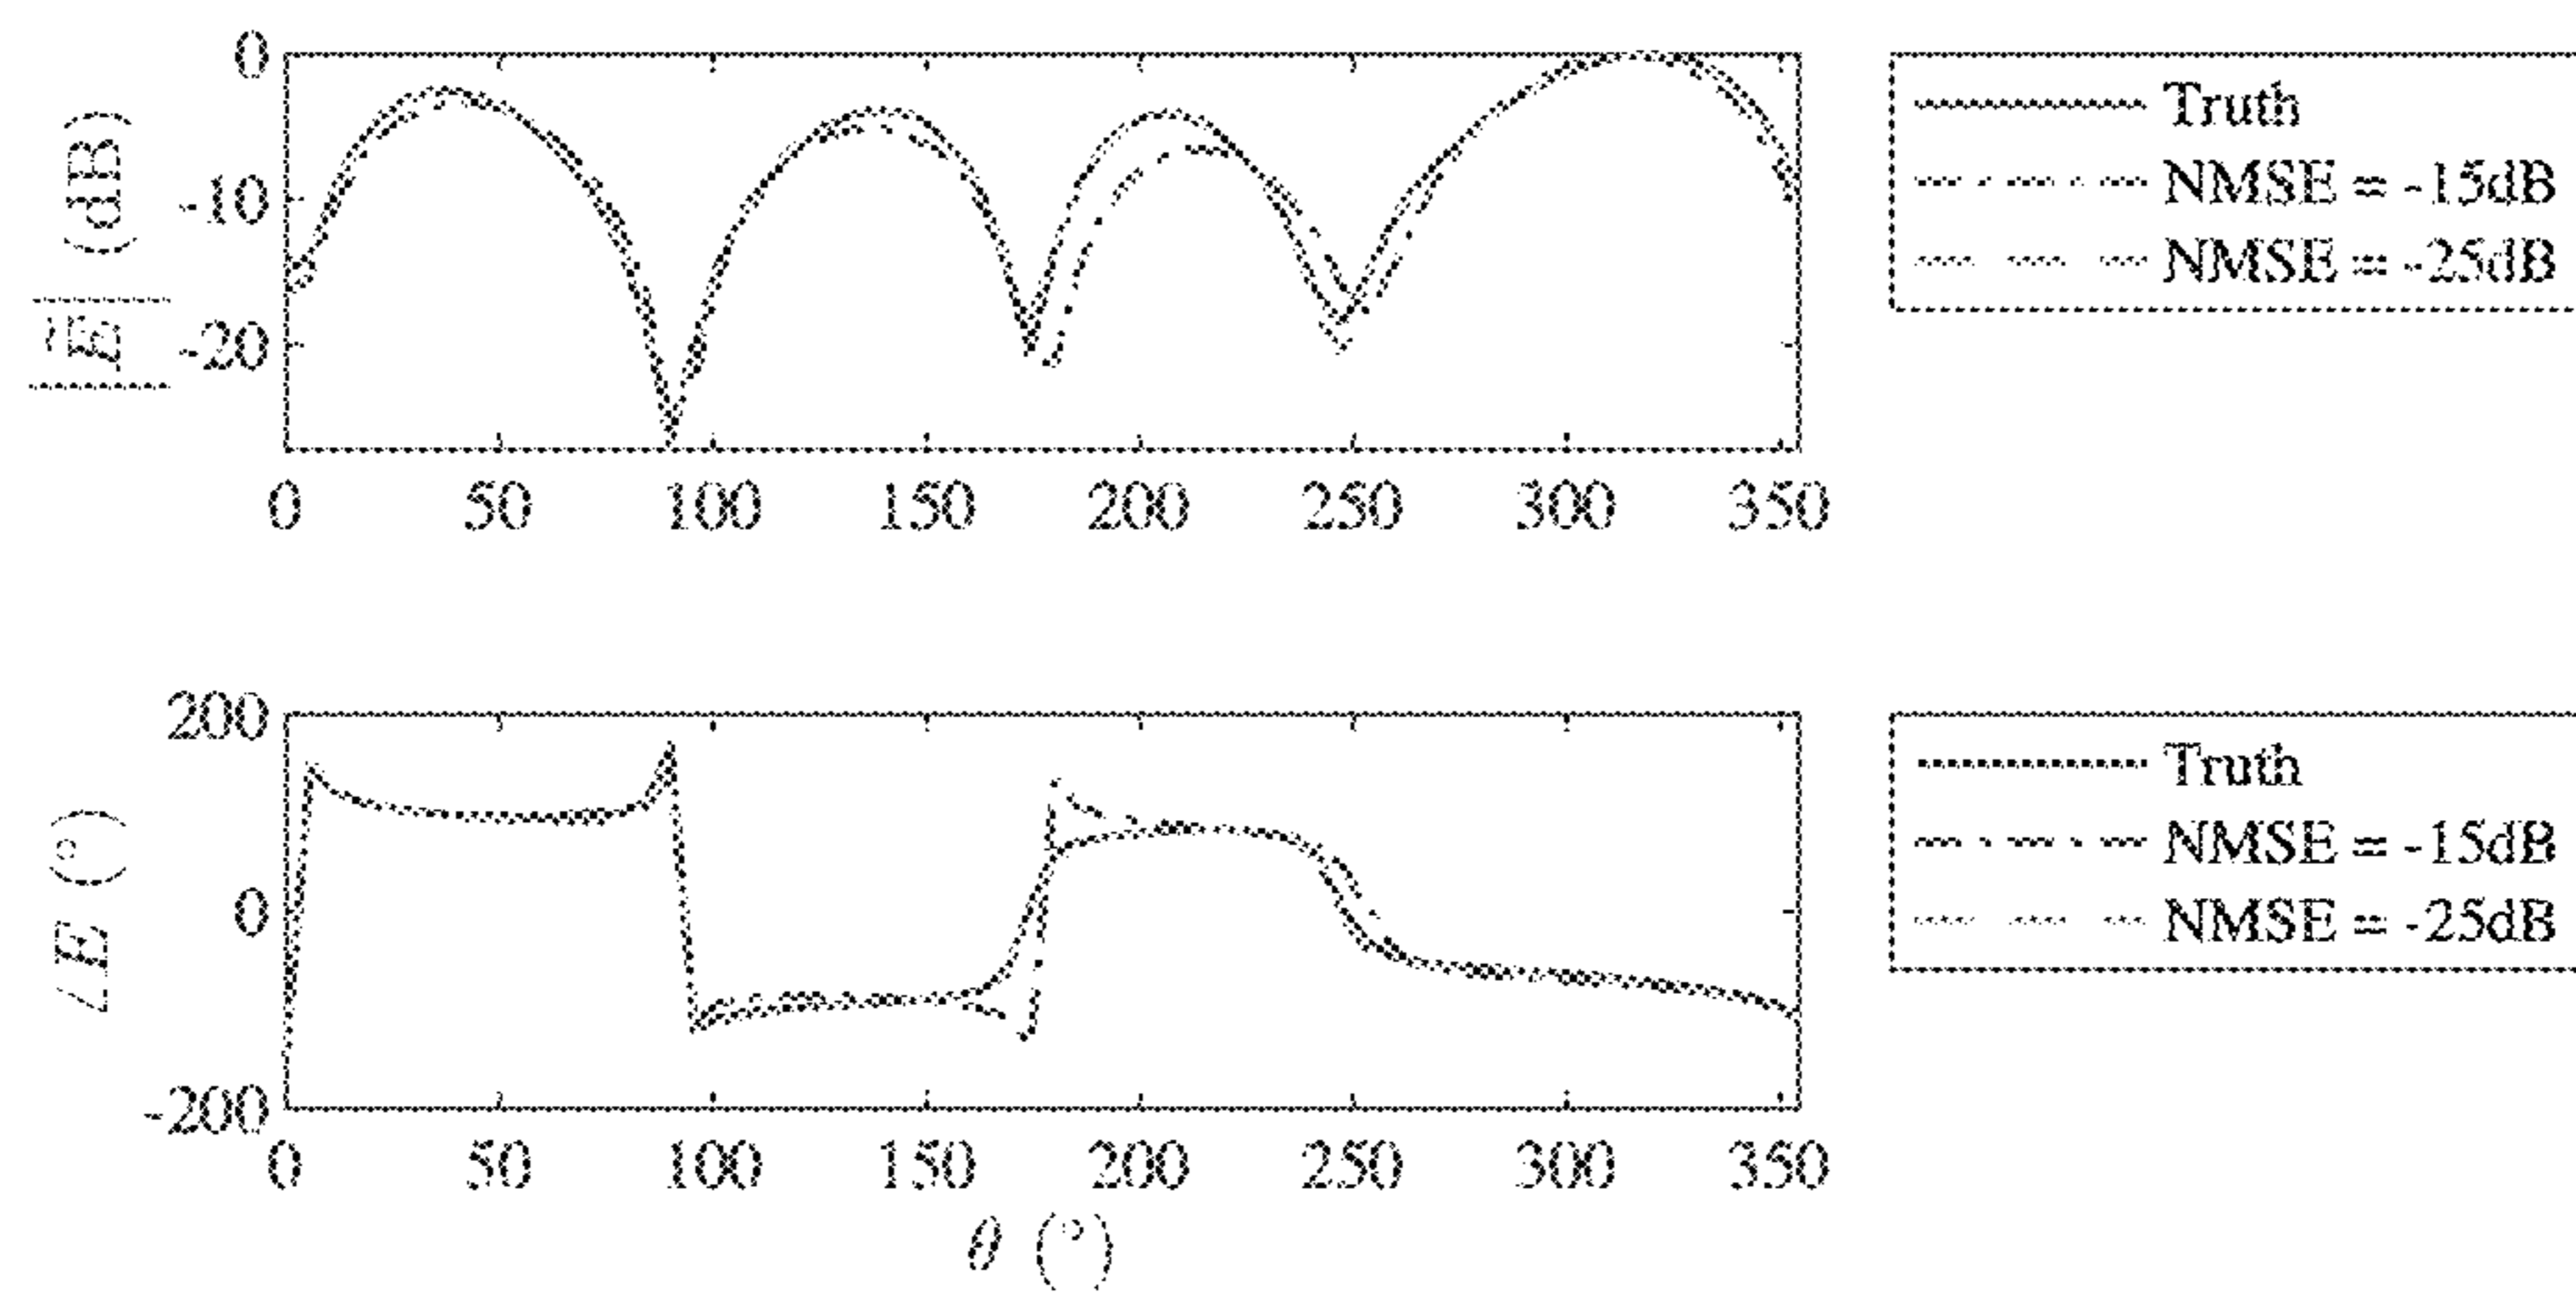 0
-10
-20
|Ẽ| (dB)
0 50 100 150 200 250 300 350
Truth
NMSE = -15dB
NMSE = -25dB
200
0
-200
∠E (°)
0 50 100 150 200 250 300 350
θ (°)
Truth
NMSE = -15dB
NMSE = -25dB